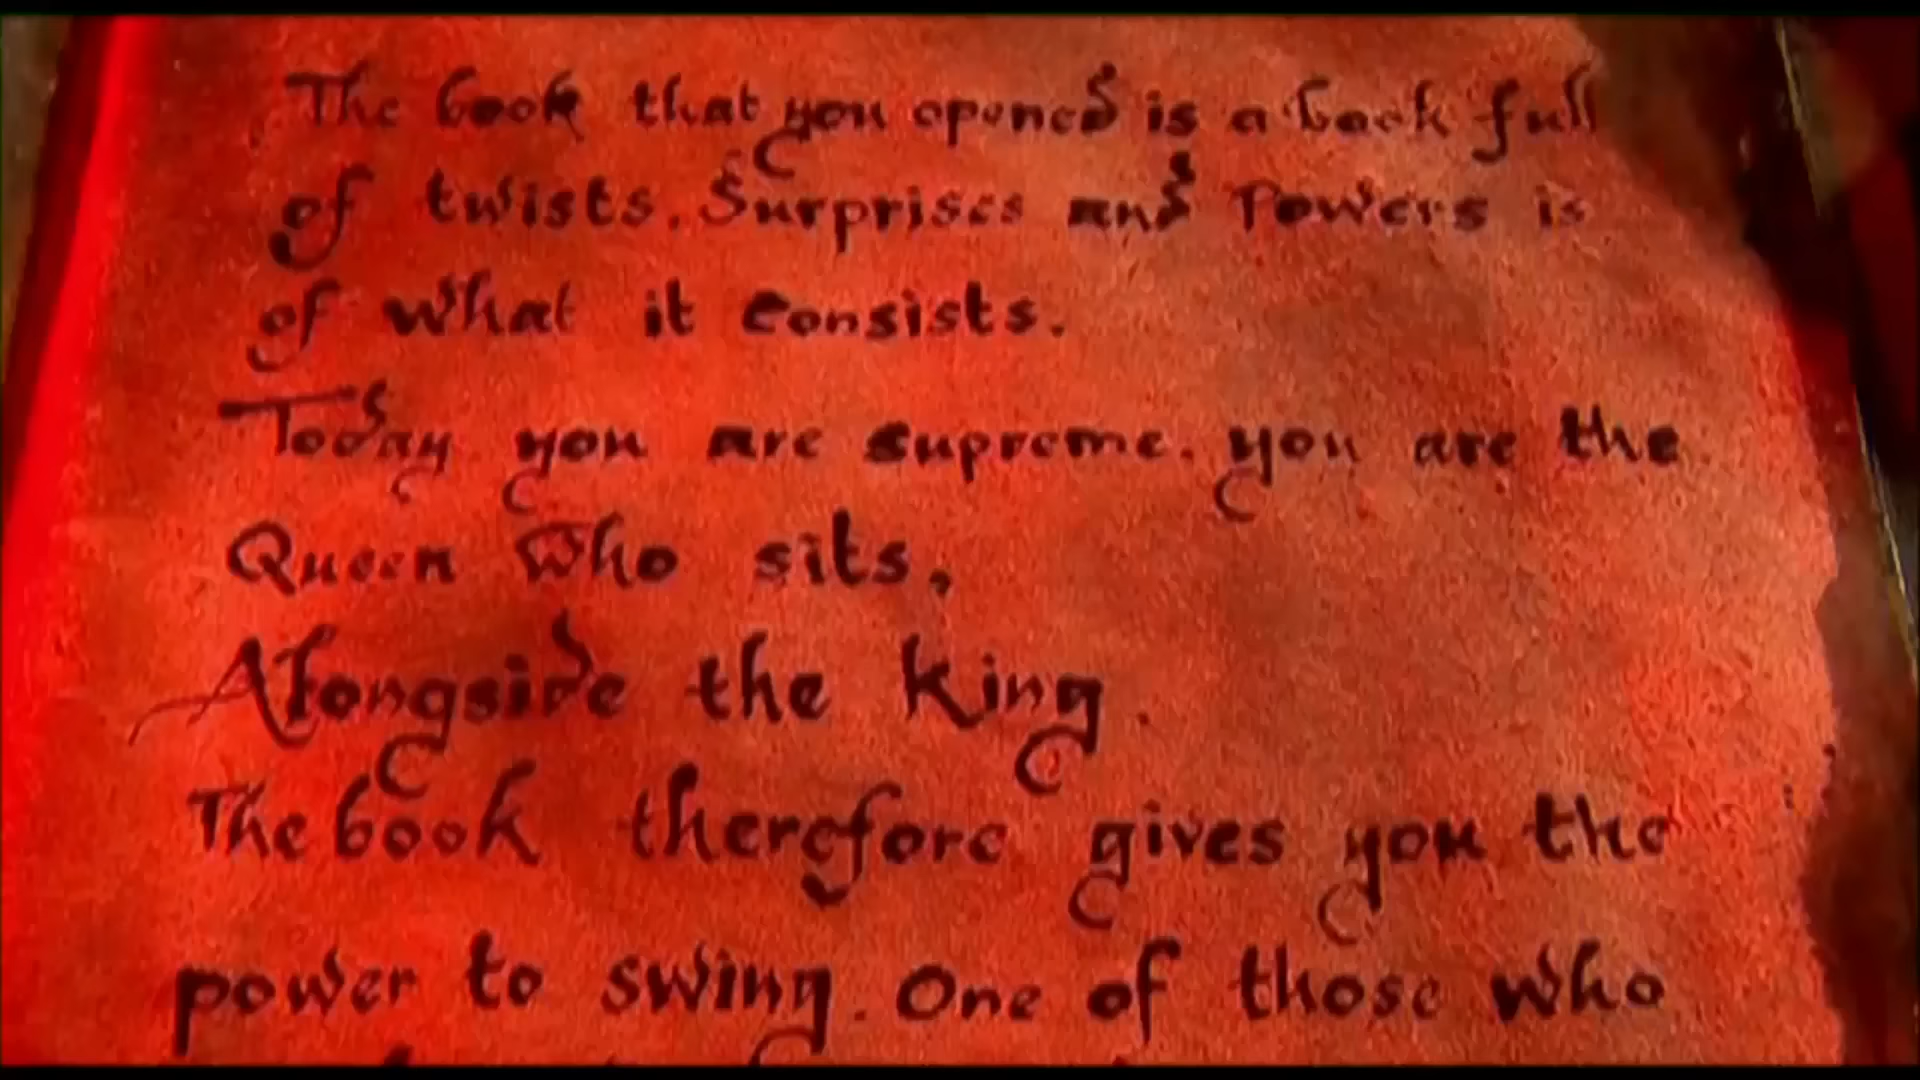 The book that you opened is a book full
of twists. Surprises and Powers is
of what it consists.
Today you are supreme. you are the
Queen who sits,
Alongside the King.
The book therefore gives you the
power to swing. One of those who